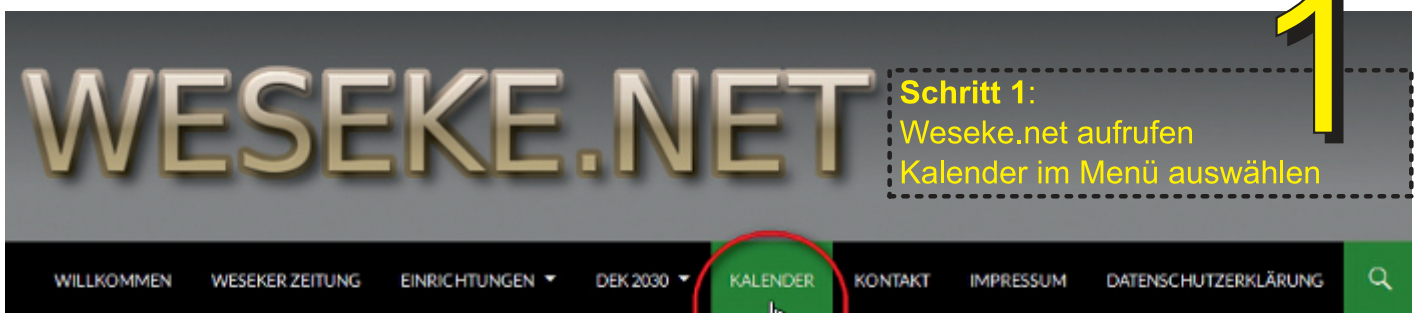 WESEKE.NET
1
Schritt 1:
Weseke.net aufrufen
Kalender im Menü auswählen
WILLKOMMEN WESEKER ZEITUNG EINRICHTUNGEN DEK 2030 KALENDER KONTAKT IMPRESSUM DATENSCHUTZERKLÄRUNG